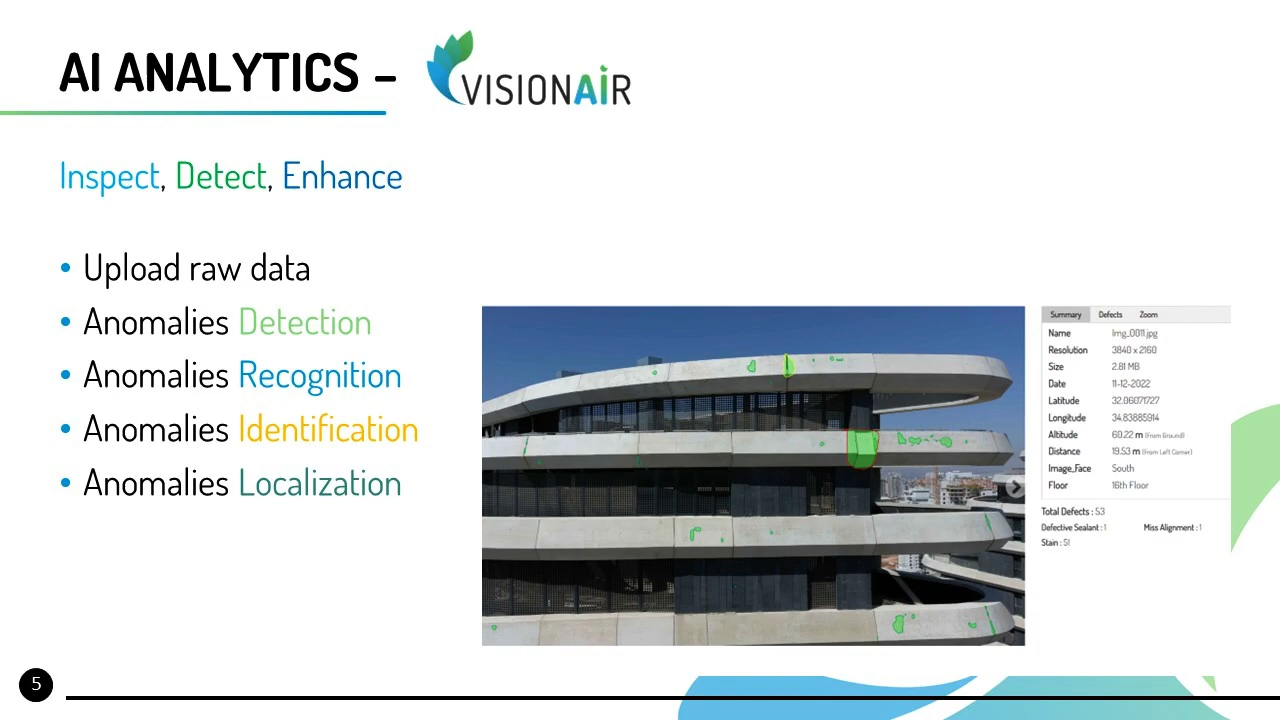 AI ANALYTICS –
VISIONAiR
Inspect, Detect, Enhance
• Upload raw data
• Anomalies Detection
• Anomalies Recognition
• Anomalies Identification
• Anomalies Localization
Summary Defects Zoom
Name Img_0011.jpg
Resolution 3840 x 2160
Size 2.81 MB
Date 11-12-2022
Latitude 32.06071727
Longitude 34.83885914
Altitude 60.22 m (From Ground)
Distance 19.53 m (From Left Corner)
Image_Face South
Floor 16th Floor
Total Defects : 53
Defective Sealant : 1 Miss Alignment : 1
Stain : 51
5